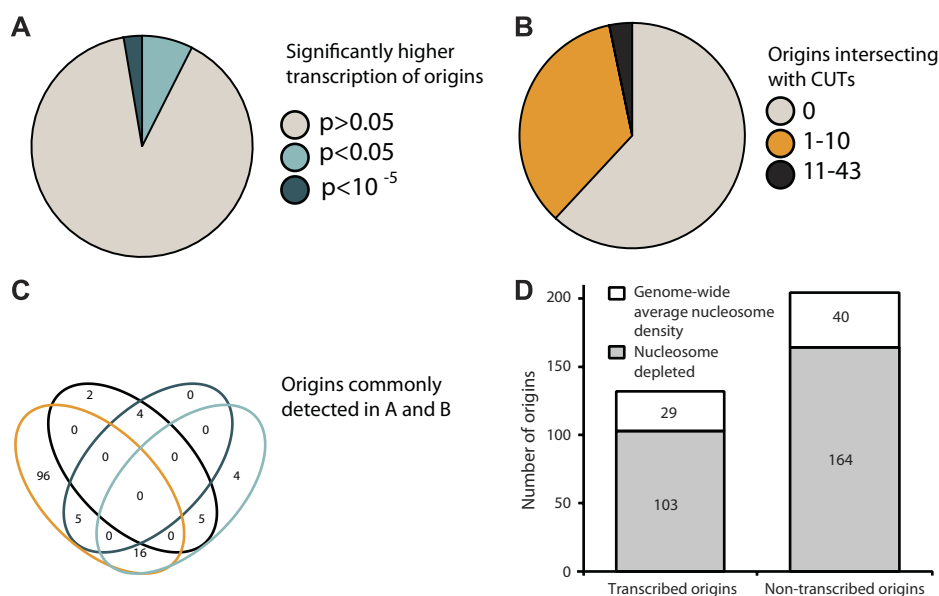 A
Significantly higher
transcription of origins
p>0.05
p<0.05
p<10 -5
B
Origins intersecting
with CUTs
0
1-10
11-43
C
Origins commonly
detected in A and B
2
0
4
0
0
0
0
96
4
0
5
5
0
0
16
D
Genome-wide
average nucleosome
density
Nucleosome
depleted
Number of origins
200
150
100
50
0
29
103
40
164
Transcribed origins
Non-transcribed origins